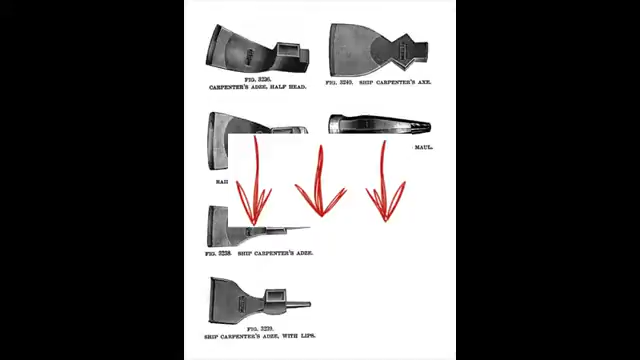 FIG. 3236.
CARPENTER'S ADZE, HALF HEAD.
FIG. 3240. SHIP CARPENTER'S AXE.
MAUL.
RAI
FIG. 3238. SHIP CARPENTER'S ADZE.
FIG. 3239.
SHIP CARPENTER'S ADZE, WITH LIPS.